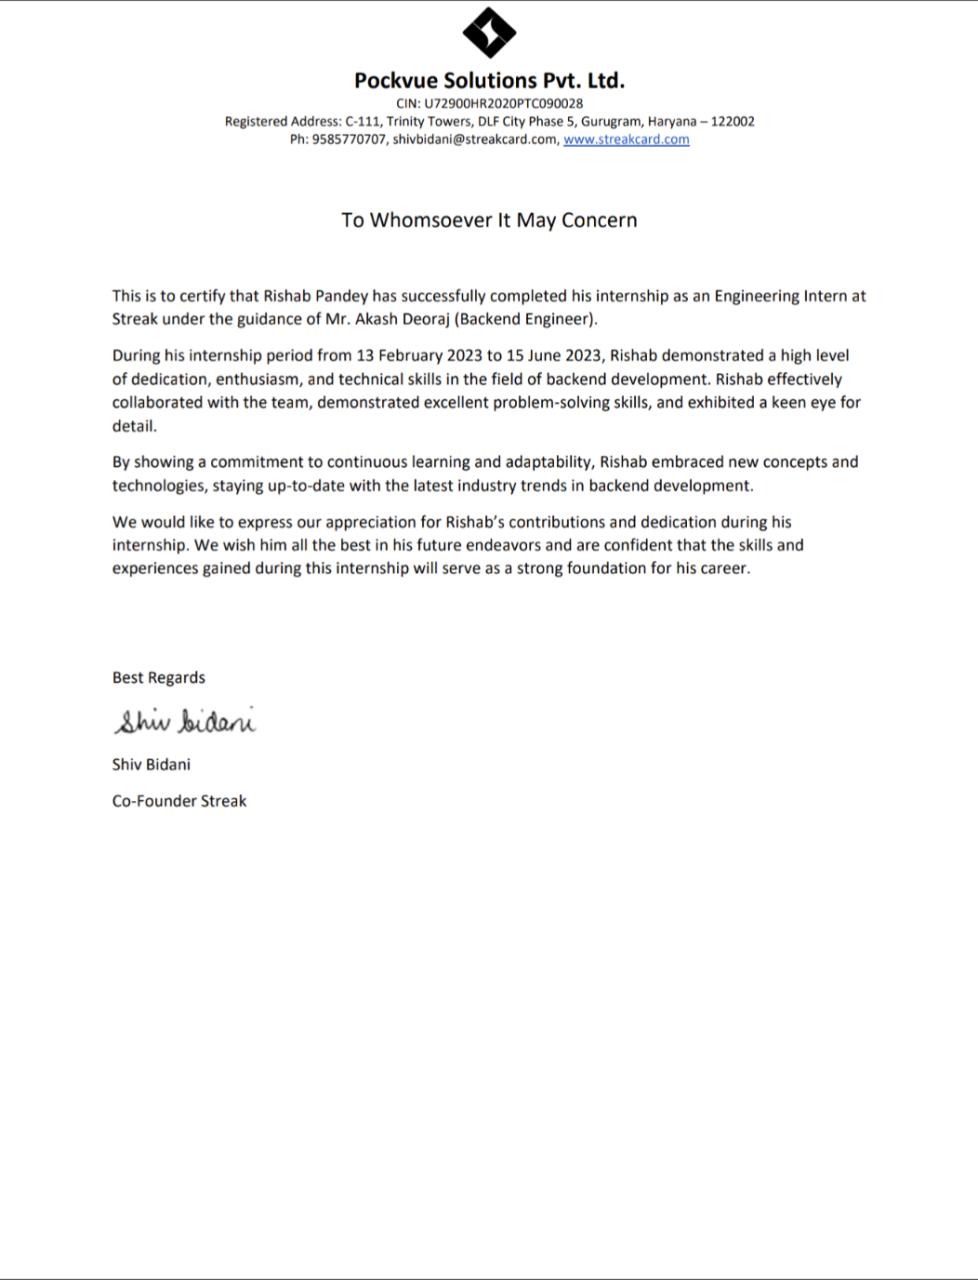 Pockvue Solutions Pvt. Ltd.
CIN: U72900HR2020PTC090028
Registered Address: C-111, Trinity Towers, DLF City Phase 5, Gurugram, Haryana – 122002
Ph: 9585770707, shivbidani@streakcard.com, www.streakcard.com
To Whomsoever It May Concern
This is to certify that Rishab Pandey has successfully completed his internship as an Engineering Intern at
Streak under the guidance of Mr. Akash Deoraj (Backend Engineer).
During his internship period from 13 February 2023 to 15 June 2023, Rishab demonstrated a high level
of dedication, enthusiasm, and technical skills in the field of backend development. Rishab effectively
collaborated with the team, demonstrated excellent problem-solving skills, and exhibited a keen eye for
detail.
By showing a commitment to continuous learning and adaptability, Rishab embraced new concepts and
technologies, staying up-to-date with the latest industry trends in backend development.
We would like to express our appreciation for Rishab’s contributions and dedication during his
internship. We wish him all the best in his future endeavors and are confident that the skills and
experiences gained during this internship will serve as a strong foundation for his career.
Best Regards
Shiv bidani
Shiv Bidani
Co-Founder Streak